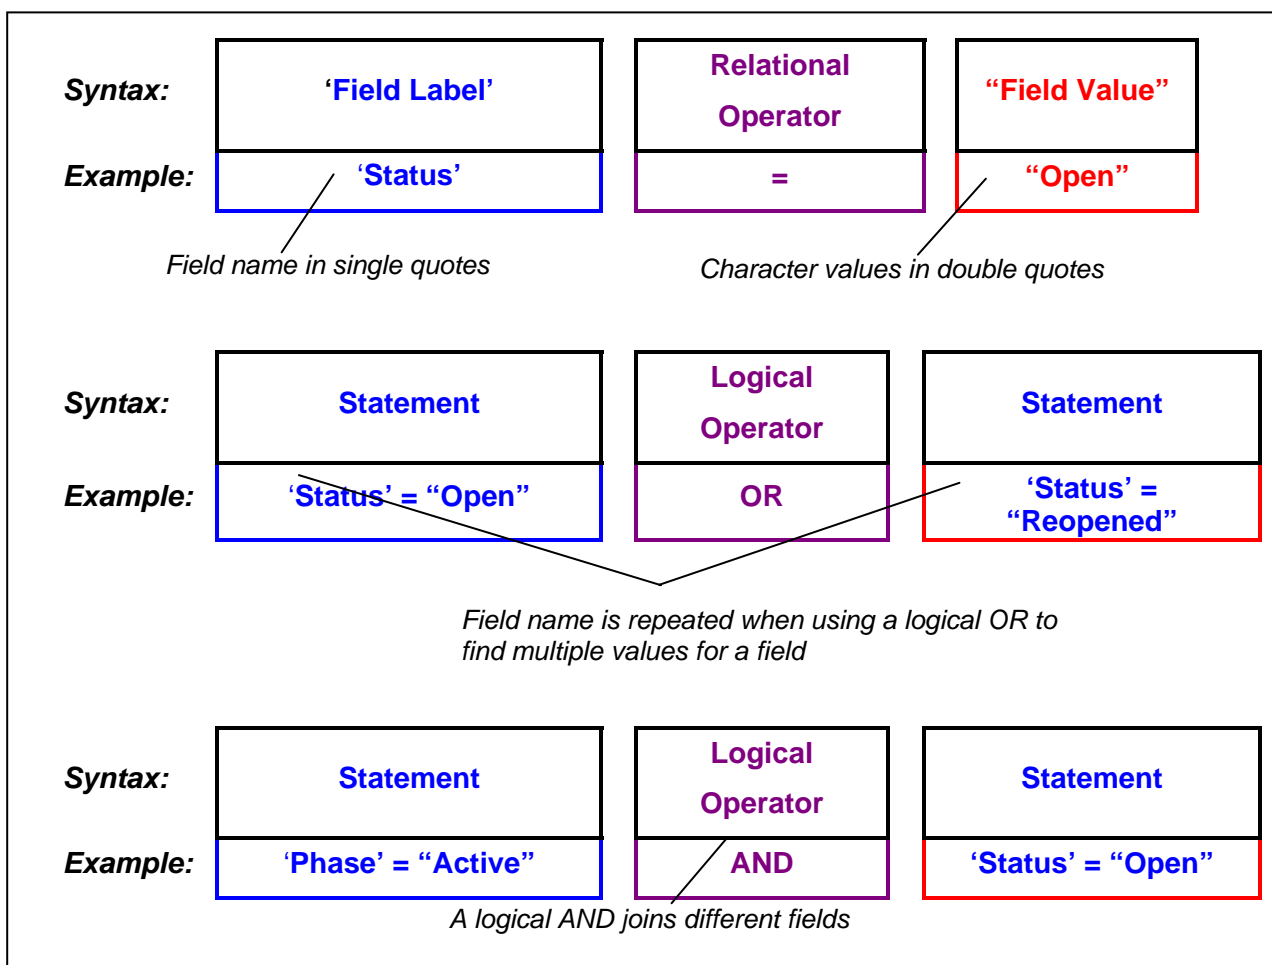 Syntax: ‘Field Label’ Relational Operator “Field Value”
Example: ‘Status’ = “Open”
Field name in single quotes Character values in double quotes
Syntax: Statement Logical Operator Statement
Example: ‘Status’ = “Open” OR ‘Status’ = “Reopened”
Field name is repeated when using a logical OR to
find multiple values for a field
Syntax: Statement Logical Operator Statement
Example: ‘Phase’ = “Active” AND ‘Status’ = “Open”
A logical AND joins different fields